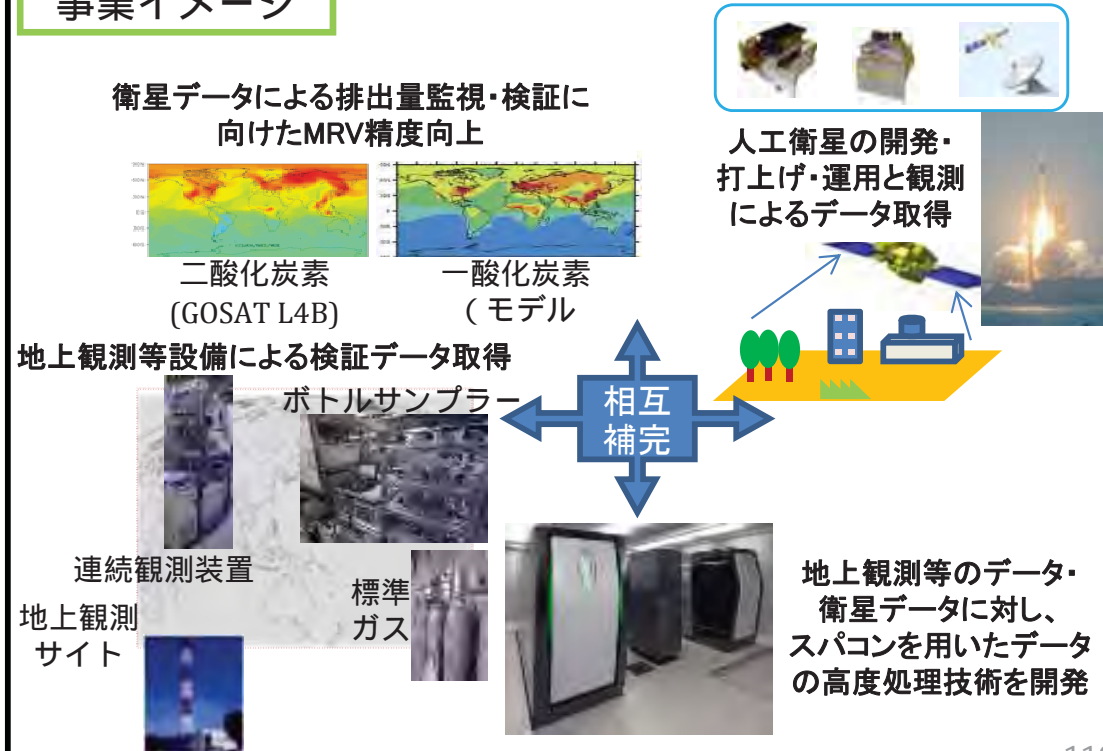 事業イメージ
衛星データによる排出量監視・検証に
向けたMRV精度向上
二酸化炭素
(GOSAT L4B)
一酸化炭素
( モデル
人工衛星の開発・
打上げ・運用と観測
によるデータ取得
地上観測等設備による検証データ取得
ボトルサンプラー
相互
補完
連続観測装置
標準
ガス
地上観測
サイト
地上観測等のデータ・
衛星データに対し、
スパコンを用いたデータ
の高度処理技術を開発